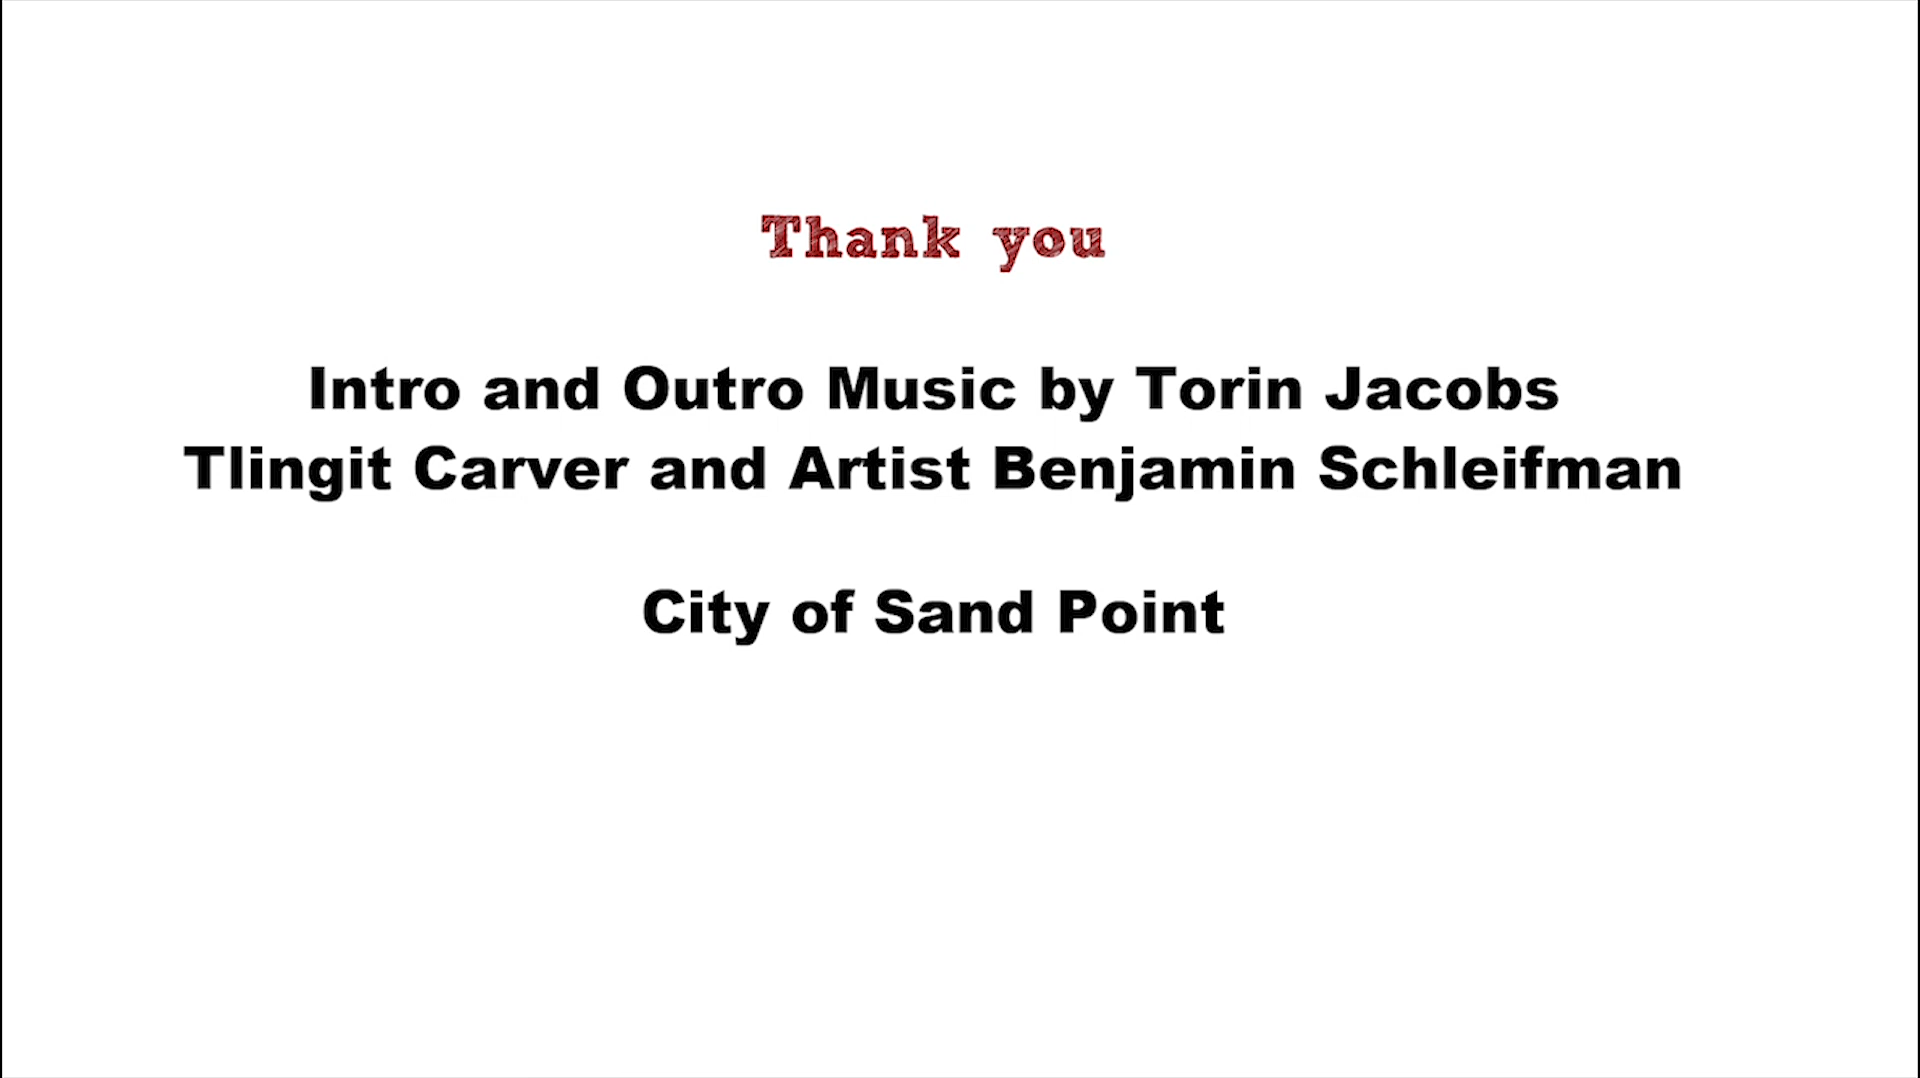 Thank you
Intro and Outro Music by Torin Jacobs
Tlingit Carver and Artist Benjamin Schleifman
City of Sand Point